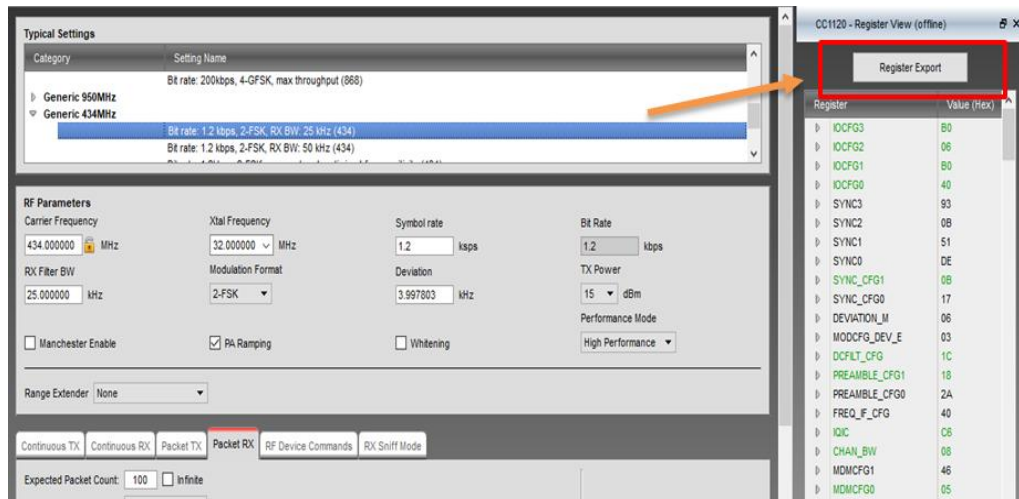 Typical Settings
Category Setting Name
Bit rate: 200kbps, 4-GFSK, max throughput (868)
Generic 950MHz
Generic 434MHz
Bit rate: 1.2 kbps, 2-FSK, RX BW: 25 kHz (434)
Bit rate: 1.2 kbps, 2-FSK, RX BW: 50 kHz (434)
RF Parameters
Carrier Frequency Xtal Frequency Symbol rate Bit Rate
434.000000 MHz 32.000000 MHz 1.2 ksps 1.2 kbps
RX Filter BW Modulation Format Deviation TX Power
25.000000 kHz 2-FSK 3.997803 kHz 15 dBm
Performance Mode
Manchester Enable PA Ramping Whitening High Performance
Range Extender None
Continuous TX Continuous RX Packet TX Packet RX RF Device Commands RX Sniff Mode
Expected Packet Count: 100 Infinite
CC1120 - Register View (offline)
Register Export
Register Value (Hex)
IOCFG3 B0
IOCFG2 06
IOCFG1 B0
IOCFG0 40
SYNC3 93
SYNC2 0B
SYNC1 51
SYNC0 DE
SYNC_CFG1 0B
SYNC_CFG0 17
DEVIATION_M 06
MODCFG_DEV_E 03
DCFILT_CFG 1C
PREAMBLE_CFG1 18
PREAMBLE_CFG0 2A
FREQ_IF_CFG 40
IQIC C6
CHAN_BW 08
MDMCFG1 46
MDMCFG0 05